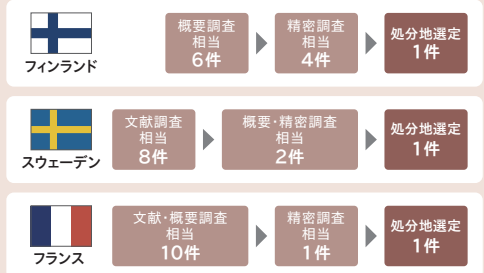 概要調査
相当
6件
精密調査
相当
4件
処分地選定
1件
フィンランド
文献調査
相当
8件
概要・精密調査
相当
2件
処分地選定
1件
スウェーデン
文献・概要調査
相当
10件
精密調査
相当
1件
処分地選定
1件
フランス